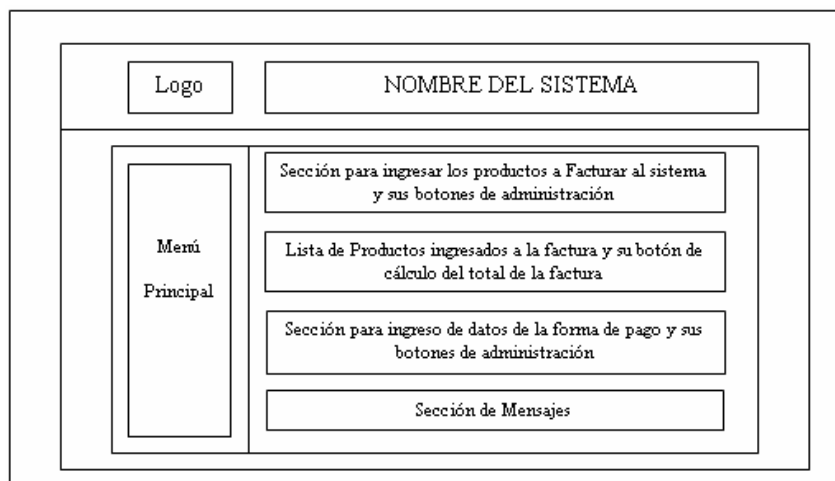 Logo
NOMBRE DEL SISTEMA
Menú
Principal
Sección para ingresar los productos a Facturar al sistema
y sus botones de administración
Lista de Productos ingresados a la factura y su botón de
cálculo del total de la factura
Sección para ingreso de datos de la forma de pago y sus
botones de administración
Sección de Mensajes